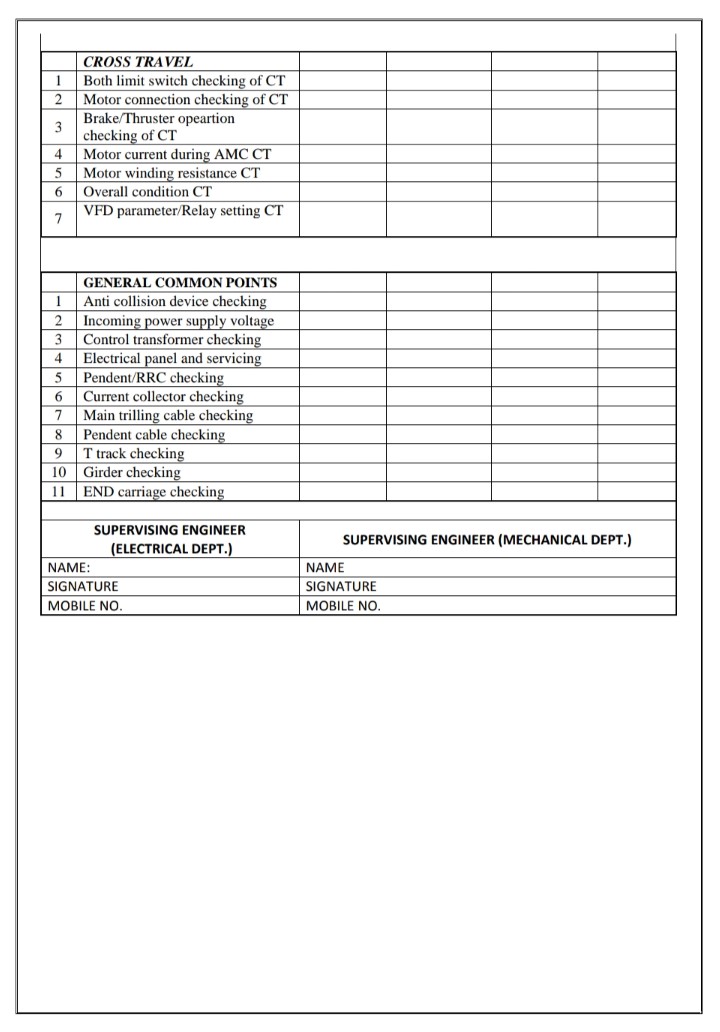 CROSS TRAVEL
1 Both limit switch checking of CT
2 Motor connection checking of CT
3 Brake/Thruster opeartion
checking of CT
4 Motor current during AMC CT
5 Motor winding resistance CT
6 Overall condition CT
7 VFD parameter/Relay setting CT
GENERAL COMMON POINTS
1 Anti collision device checking
2 Incoming power supply voltage
3 Control transformer checking
4 Electrical panel and servicing
5 Pendent/RRC checking
6 Current collector checking
7 Main trilling cable checking
8 Pendent cable checking
9 T track checking
10 Girder checking
11 END carriage checking
SUPERVISING ENGINEER
(ELECTRICAL DEPT.)
SUPERVISING ENGINEER (MECHANICAL DEPT.)
NAME: NAME
SIGNATURE SIGNATURE
MOBILE NO. MOBILE NO.